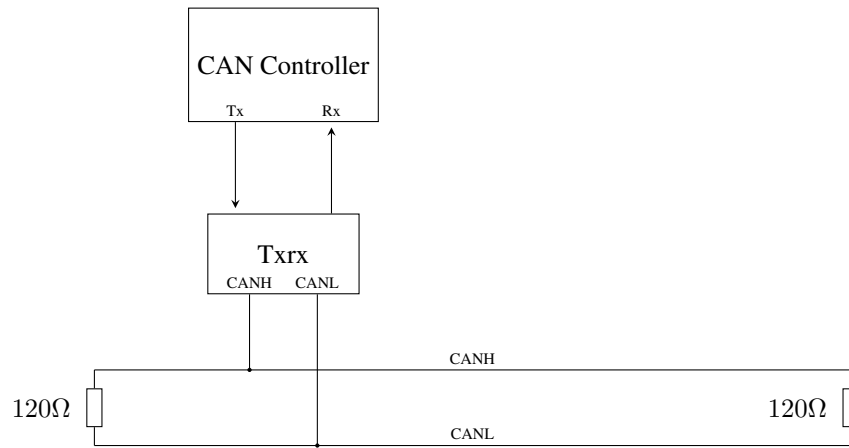 CAN Controller
Tx Rx
Txrx
CANH CANL
CANH
120Ω 120Ω
CANL